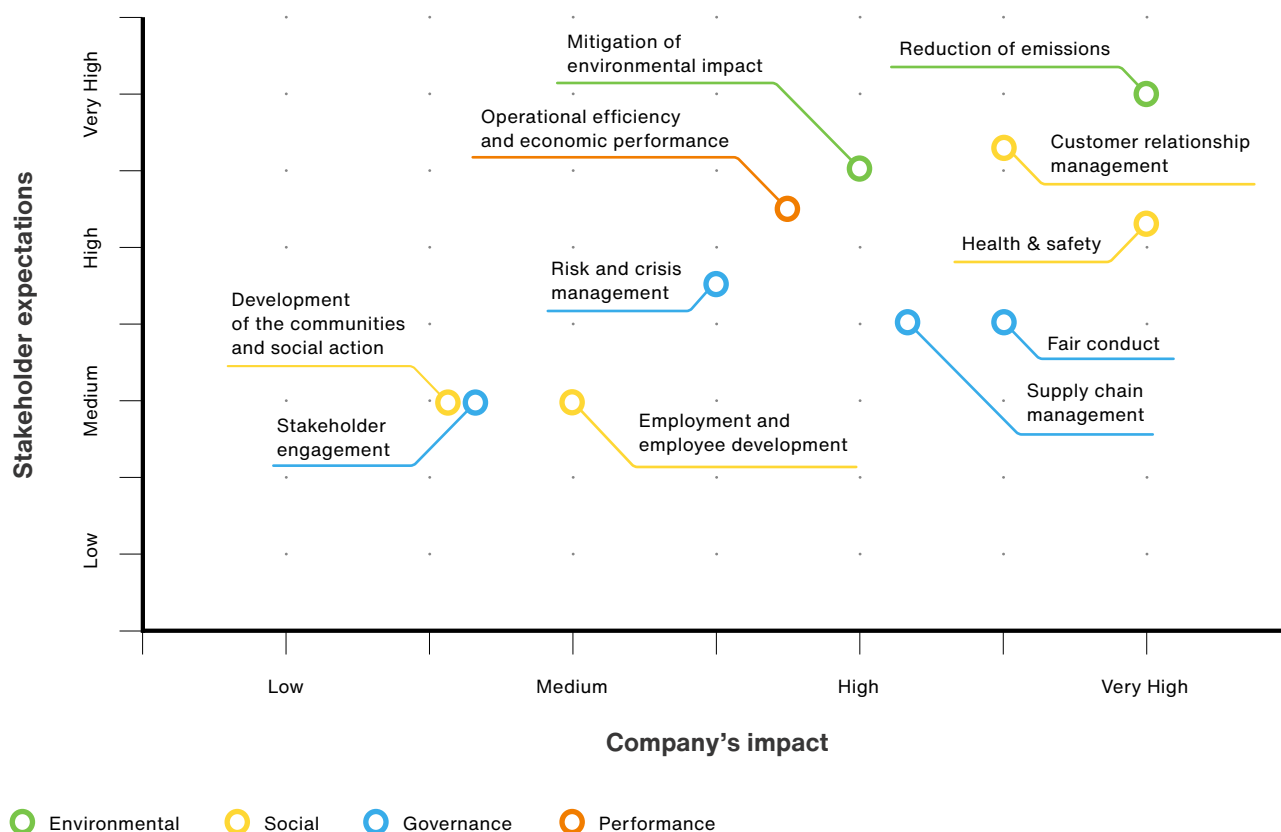 Stakeholder expectations
Very High
High
Medium
Low
Mitigation of
environmental impact
Reduction of emissions
Operational efficiency
and economic performance
Customer relationship
management
Health & safety
Risk and crisis
management
Development
of the communities
and social action
Fair conduct
Supply chain
management
Stakeholder
engagement
Employment and
employee development
Low
Medium
High
Very High
Company’s impact
Environmental
Social
Governance
Performance